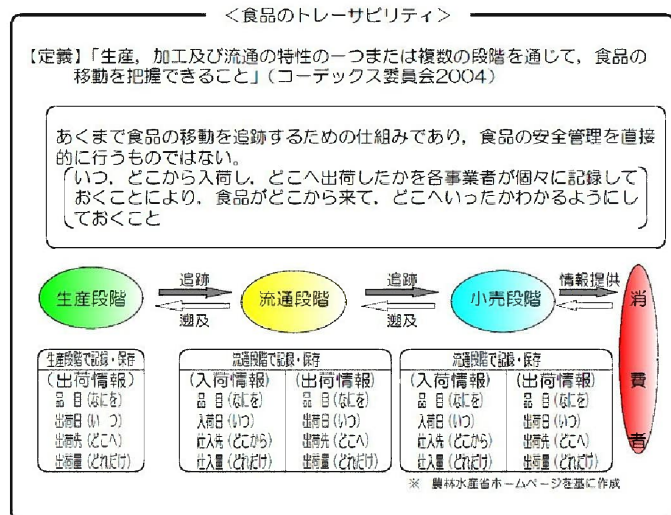 ＜食品のトレーサビリティ＞
【定義】「生産，加工及び流通の特性の一つまたは複数の段階を通じて，食品の
移動を把握できること」（コーデックス委員会2004）
あくまで食品の移動を追跡するための仕組みであり，食品の安全管理を直接
的に行うものではない。
いつ，どこから入荷し，どこへ出荷したかを各事業者が個々に記録して
おくことにより，食品がどこから来て，どこへいったかわかるようにし
ておくこと
生産段階 追跡 遡及 流通段階 追跡 遡及 小売段階 情報提供 消費者
生産段階で記録・保存
（出荷情報）
品 目（なにを）
出荷日（いつ）
出荷先（どこへ）
出荷量（どれだけ）
流通段階で記録・保存
（入荷情報） （出荷情報）
品 目（なにを） 品 目（なにを）
入荷日（いつ） 出荷日（いつ）
仕入先（どこから） 出荷先（どこへ）
仕入量（どれだけ） 出荷量（どれだけ）
流通段階で記録・保存
（入荷情報） （出荷情報）
品 目（なにを） 品 目（なにを）
入荷日（いつ） 出荷日（いつ）
仕入先（どこから） 出荷先（どこへ）
仕入量（どれだけ） 出荷量（どれだけ）
※ 農林水産省ホームページを基に作成